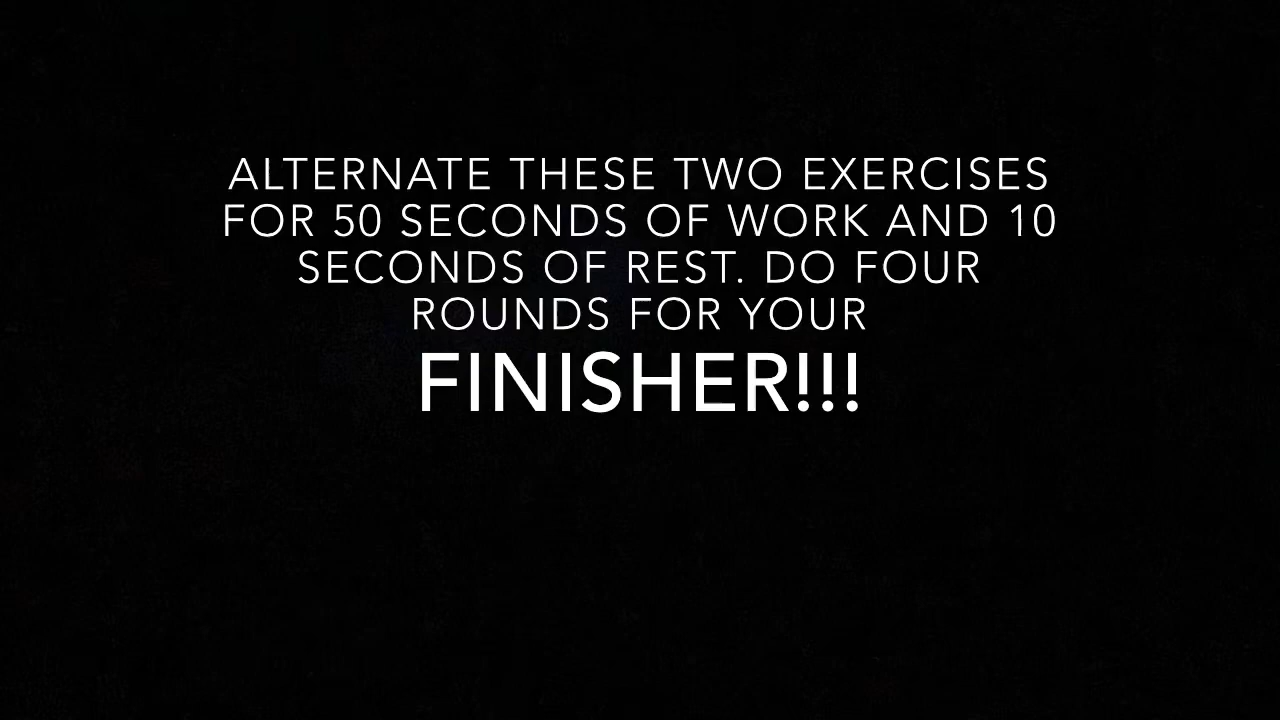 ALTERNATE THESE TWO EXERCISES
FOR 50 SECONDS OF WORK AND 10
SECONDS OF REST. DO FOUR
ROUNDS FOR YOUR
FINISHER!!!